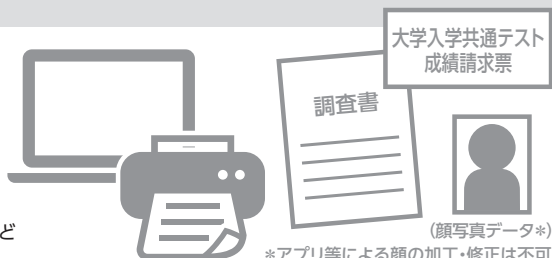 大学入学共通テスト
成績請求票
調査書
ど
(顔写真データ*)
*アプリ等による顔の加工・修正は不可